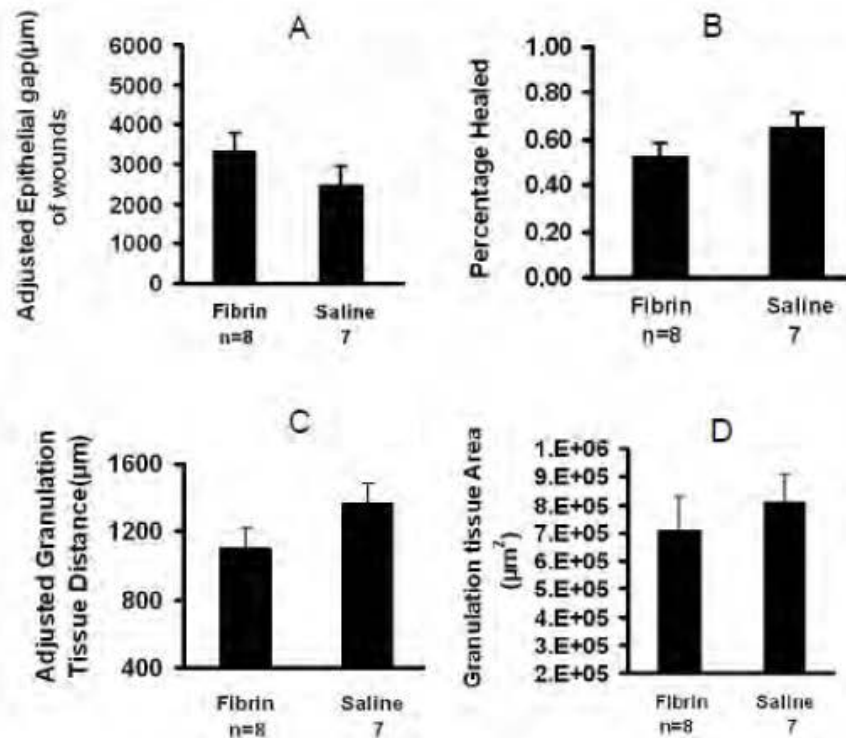 A
Adjusted Epithelial gap(µm)
of wounds
6000
5000
4000
3000
2000
1000
0
Fibrin
n=8
Saline
7
B
Percentage Healed
1.00
0.80
0.60
0.40
0.20
0.00
Fibrin
n=8
Saline
7
C
Adjusted Granulation
Tissue Distance(µm)
1600
1200
800
400
Fibrin
n=8
Saline
7
D
Granulation tissue Area
(µm²)
1.E+06
9.E+05
8.E+05
7.E+05
6.E+05
5.E+05
4.E+05
3.E+05
2.E+05
Fibrin
n=8
Saline
7